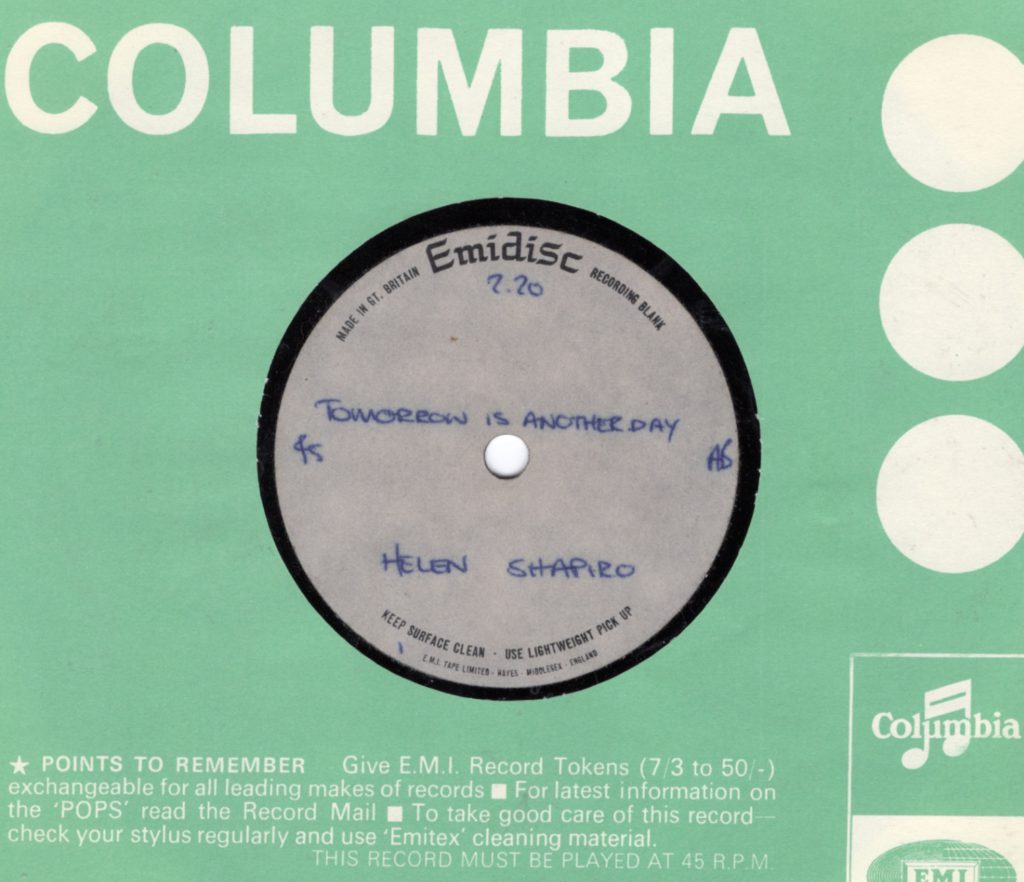 COLUMBIA
MADE IN GT. BRITAIN Emidisc RECORDING BLANK
2.20
TOMORROW IS ANOTHER DAY
45
HELEN SHAPIRO
KEEP SURFACE CLEAN · USE LIGHTWEIGHT PICK UP
E.M.I. TAPE LIMITED · HAYES · MIDDLESEX · ENGLAND
Columbia
★ POINTS TO REMEMBER Give E.M.I. Record Tokens (7/3 to 50/-)
exchangeable for all leading makes of records ■ For latest information on
the ‘POPS’ read the Record Mail ■ To take good care of this record—
check your stylus regularly and use ‘Emitex’ cleaning material.
THIS RECORD MUST BE PLAYED AT 45 R.P.M.
EMI